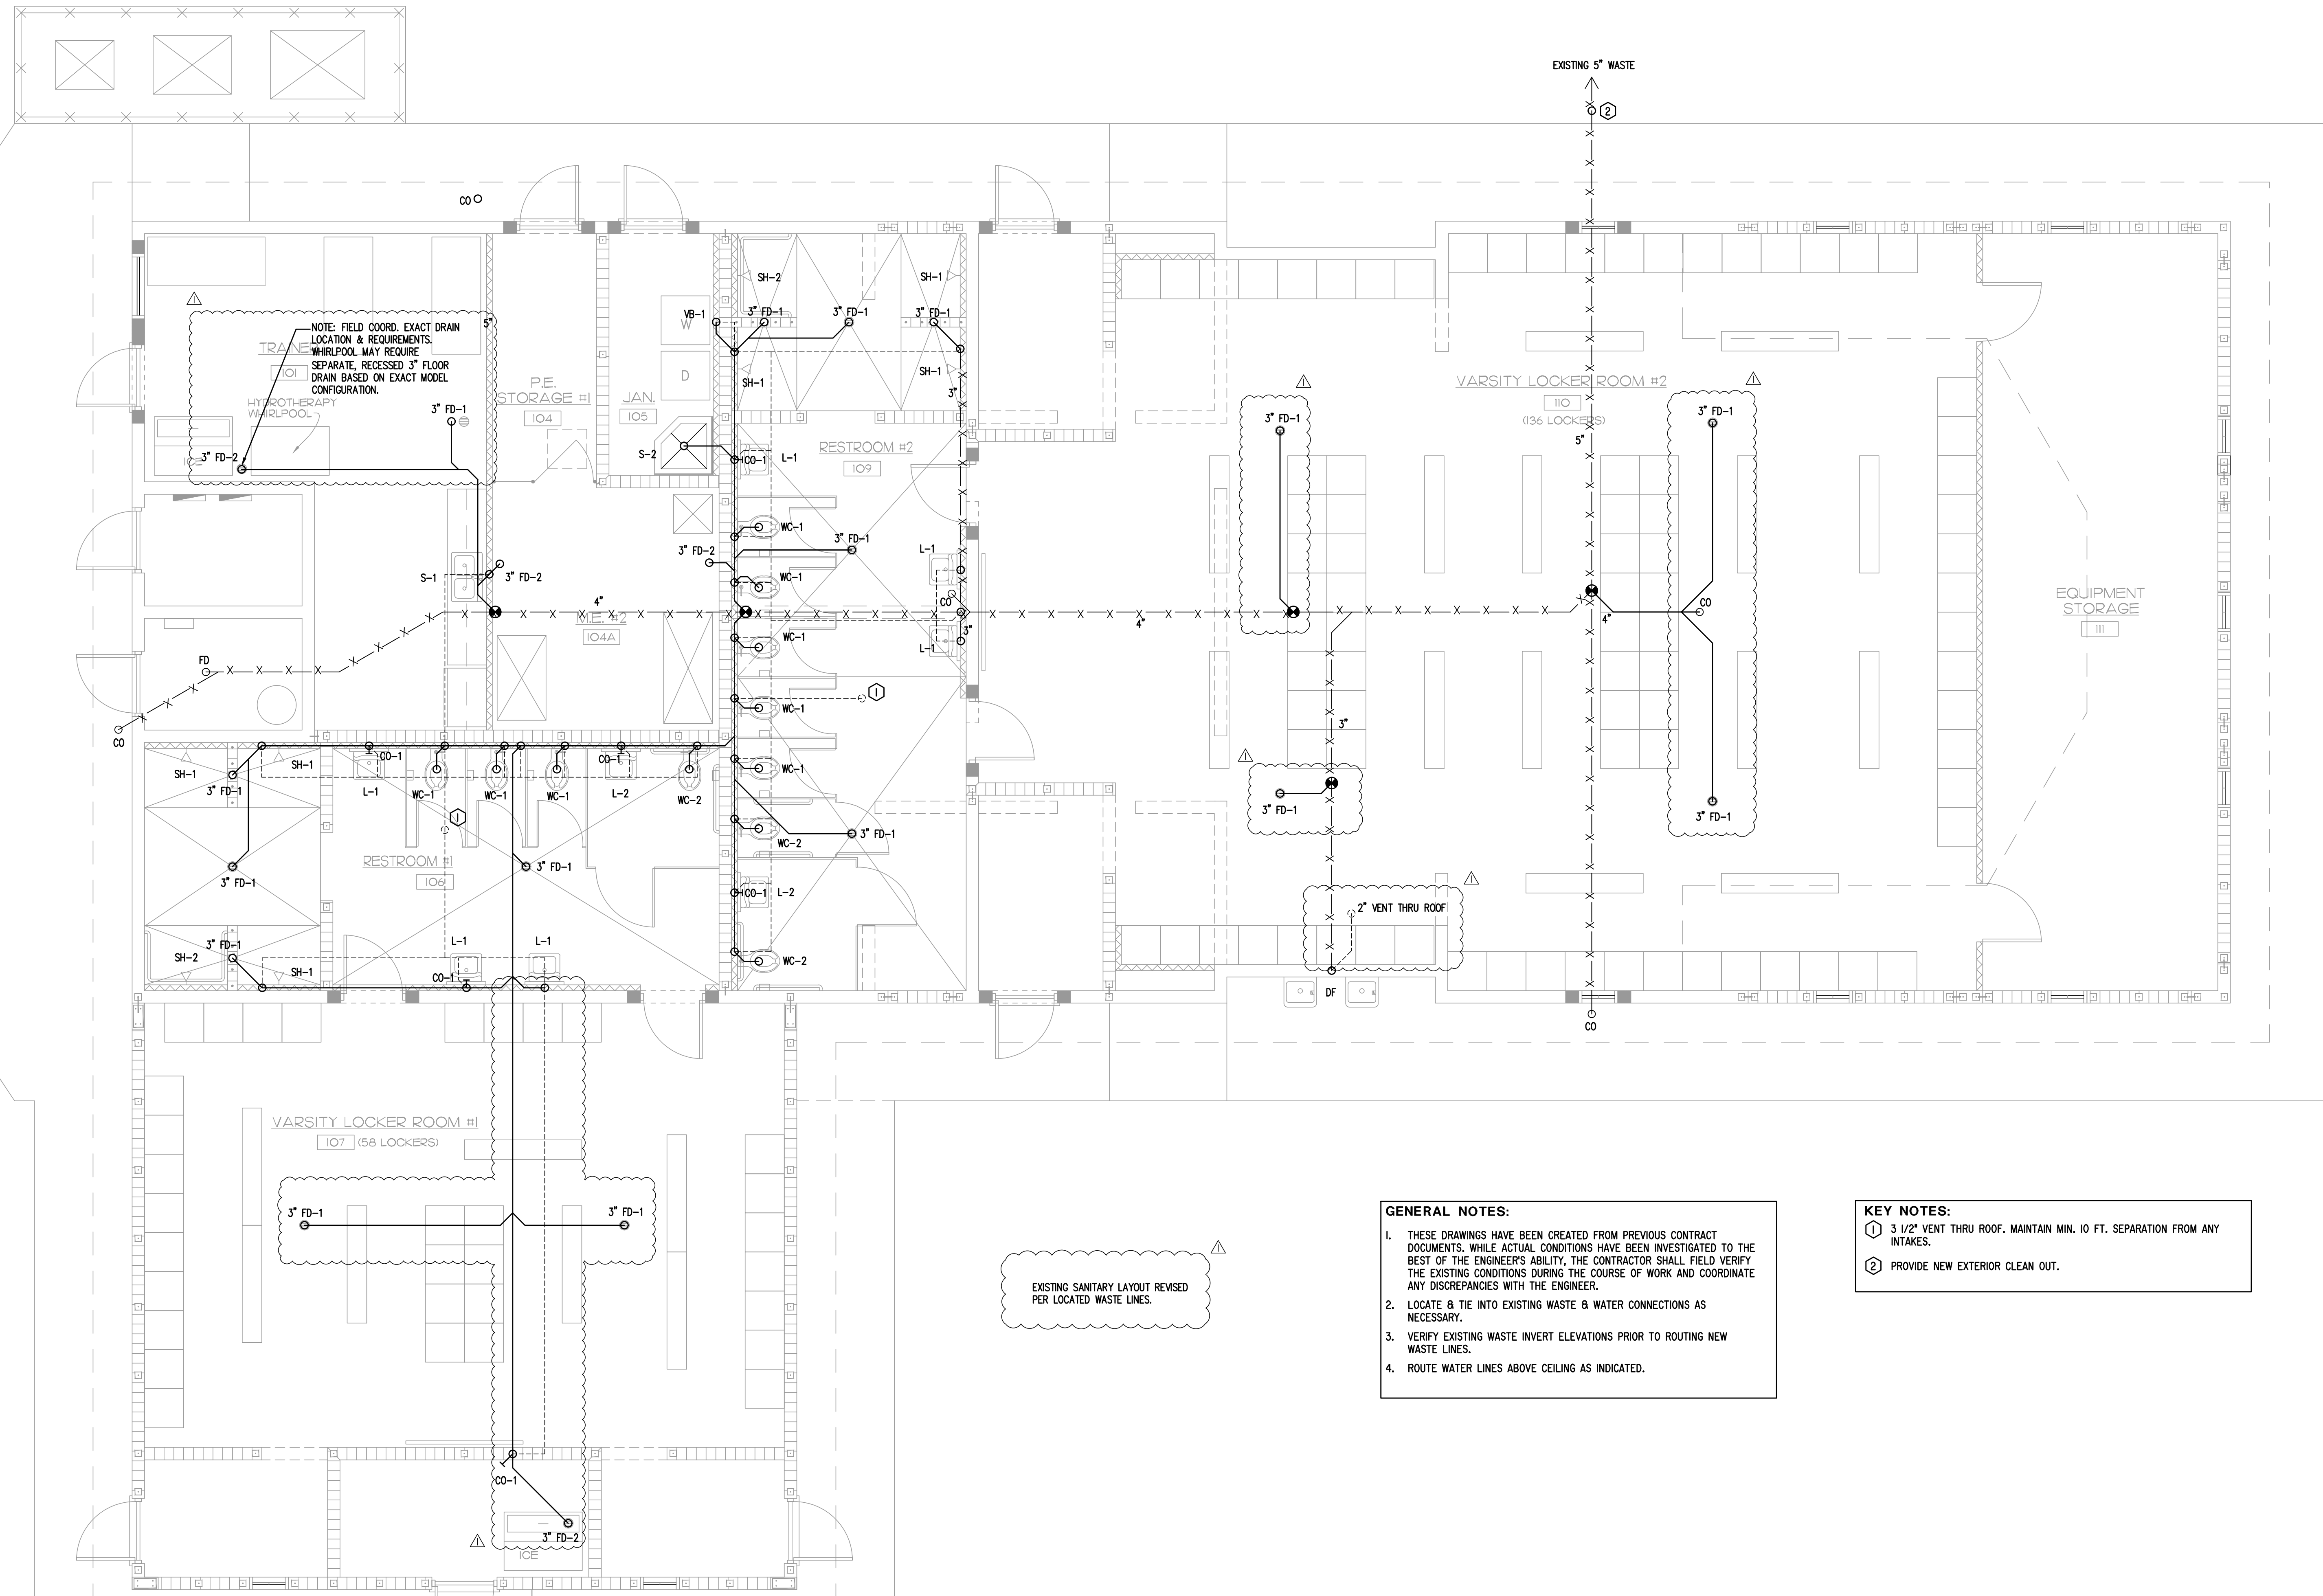 EXISTING 5" WASTE
2
CO
5"
NOTE: FIELD COORD. EXACT DRAIN
LOCATION & REQUIREMENTS.
WHIRLPOOL MAY REQUIRE
SEPARATE, RECESSED 3" FLOOR
DRAIN BASED ON EXACT MODEL
CONFIGURATION.
101
HYDROTHERAPY
WHIRLPOOL
ICE
3" FD-2
3" FD-1
P.E.
STORAGE #1
104
JAN.
105
VB-1
W
D
S-2
SH-2
3" FD-1
3" FD-1
SH-1
3" FD-1
SH-1
SH-1
3"
CO-1
L-1
RESTROOM #2
109
VARSITY LOCKER ROOM #2
110
(136 LOCKERS)
3" FD-1
3" FD-1
5"
WC-1
3" FD-1
3" FD-2
L-1
S-1
3" FD-2
WC-1
4"
CO
3"
4"
4"
CO
EQUIPMENT
STORAGE
111
M.E. #2
104A
WC-1
L-1
FD
1
WC-1
CO
3"
SH-1
SH-1
3" FD-1
CO-1
L-1
WC-1
WC-1
WC-1
CO-1
L-2
WC-2
WC-1
1
3" FD-1
3" FD-1
WC-2
3" FD-1
RESTROOM #1
106
3" FD-1
3" FD-1
CO-1
L-2
2" VENT THRU ROOF
3" FD-1
SH-2
SH-1
L-1
L-1
CO-1
WC-2
DF
CO
VARSITY LOCKER ROOM #1
107
(58 LOCKERS)
3" FD-1
3" FD-1
CO-1
3" FD-2
ICE
1
EXISTING SANITARY LAYOUT REVISED
PER LOCATED WASTE LINES.
GENERAL NOTES:
1. THESE DRAWINGS HAVE BEEN CREATED FROM PREVIOUS CONTRACT
DOCUMENTS. WHILE ACTUAL CONDITIONS HAVE BEEN INVESTIGATED TO THE
BEST OF THE ENGINEER'S ABILITY, THE CONTRACTOR SHALL FIELD VERIFY
THE EXISTING CONDITIONS DURING THE COURSE OF WORK AND COORDINATE
ANY DISCREPANCIES WITH THE ENGINEER.
2. LOCATE & TIE INTO EXISTING WASTE & WATER CONNECTIONS AS
NECESSARY.
3. VERIFY EXISTING WASTE INVERT ELEVATIONS PRIOR TO ROUTING NEW
WASTE LINES.
4. ROUTE WATER LINES ABOVE CEILING AS INDICATED.
KEY NOTES:
1 3 1/2" VENT THRU ROOF. MAINTAIN MIN. 10 FT. SEPARATION FROM ANY
INTAKES.
2 PROVIDE NEW EXTERIOR CLEAN OUT.